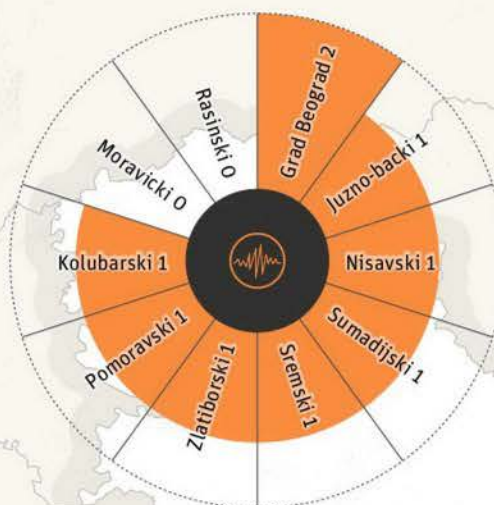 Grad Beograd 2
Juzno-backi 1
Nisavski 1
Sumadijski 1
Sremski 1
Zlatiborski 1
Pomoravski 1
Kolubarski 1
Moravicki 0
Rasinski 0